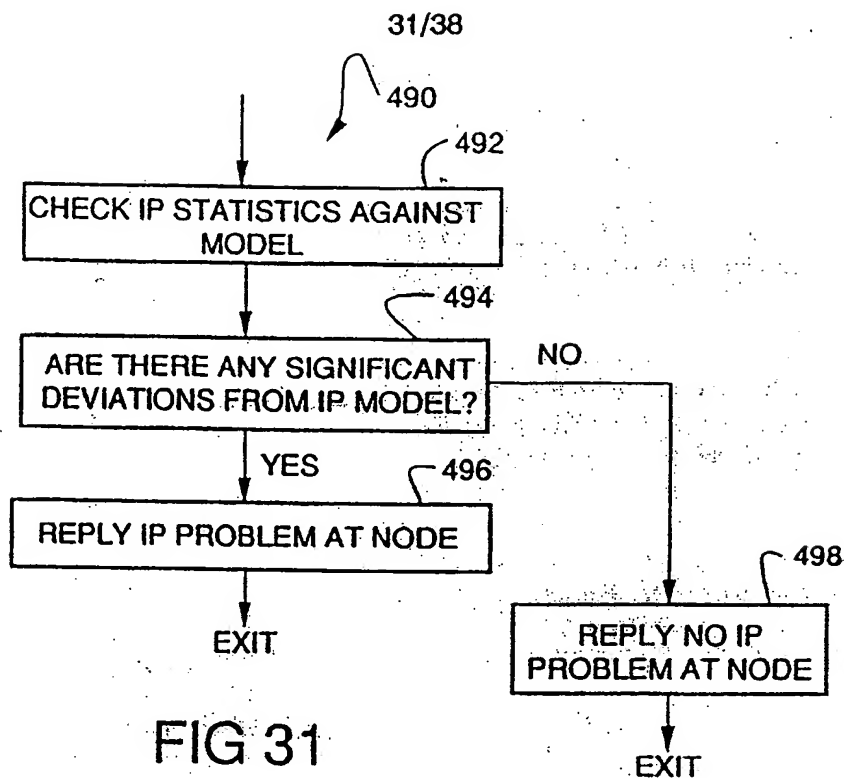 31/38
490
492
CHECK IP STATISTICS AGAINST
MODEL
494
ARE THERE ANY SIGNIFICANT
DEVIATIONS FROM IP MODEL?
NO
YES
496
REPLY IP PROBLEM AT NODE
498
EXIT
REPLY NO IP
PROBLEM AT NODE
FIG 31
EXIT